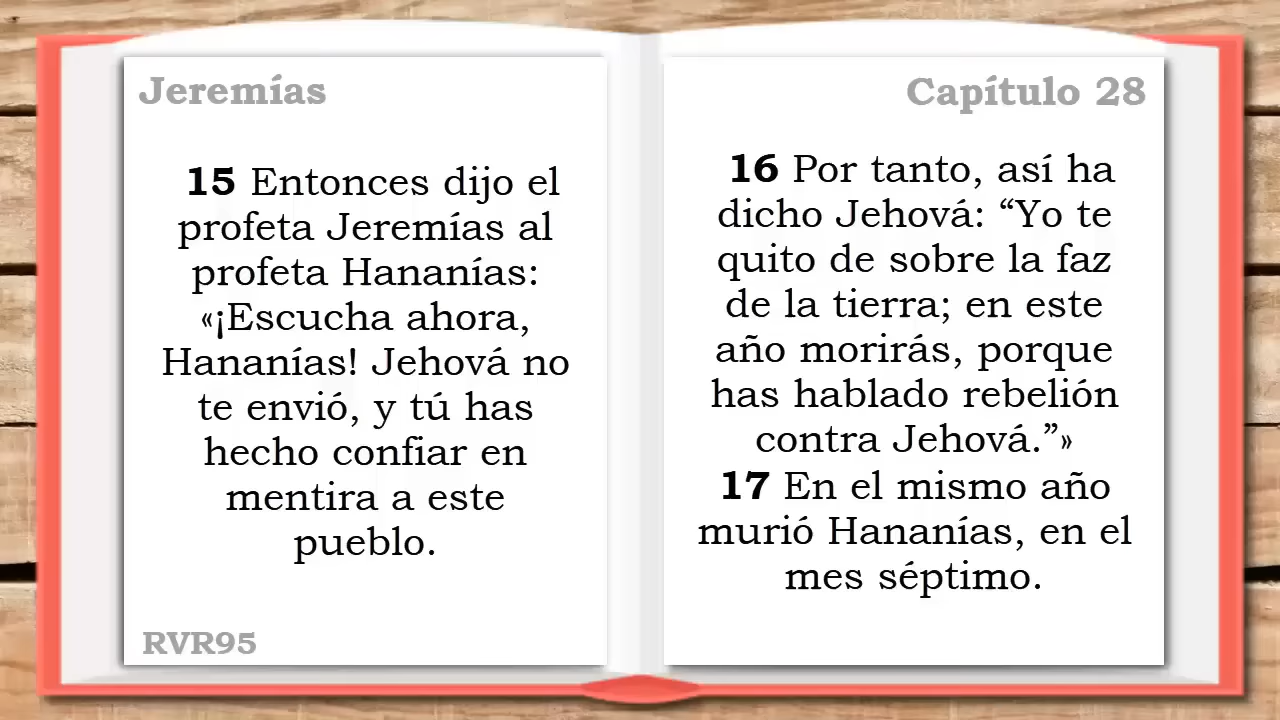 Jeremías
15 Entonces dijo el
profeta Jeremías al
profeta Hananías:
«¡Escucha ahora,
Hananías! Jehová no
te envió, y tú has
hecho confiar en
mentira a este
pueblo.
RVR95
Capítulo 28
16 Por tanto, así ha
dicho Jehová: “Yo te
quito de sobre la faz
de la tierra; en este
año morirás, porque
has hablado rebelión
contra Jehová.”»
17 En el mismo año
murió Hananías, en el
mes séptimo.